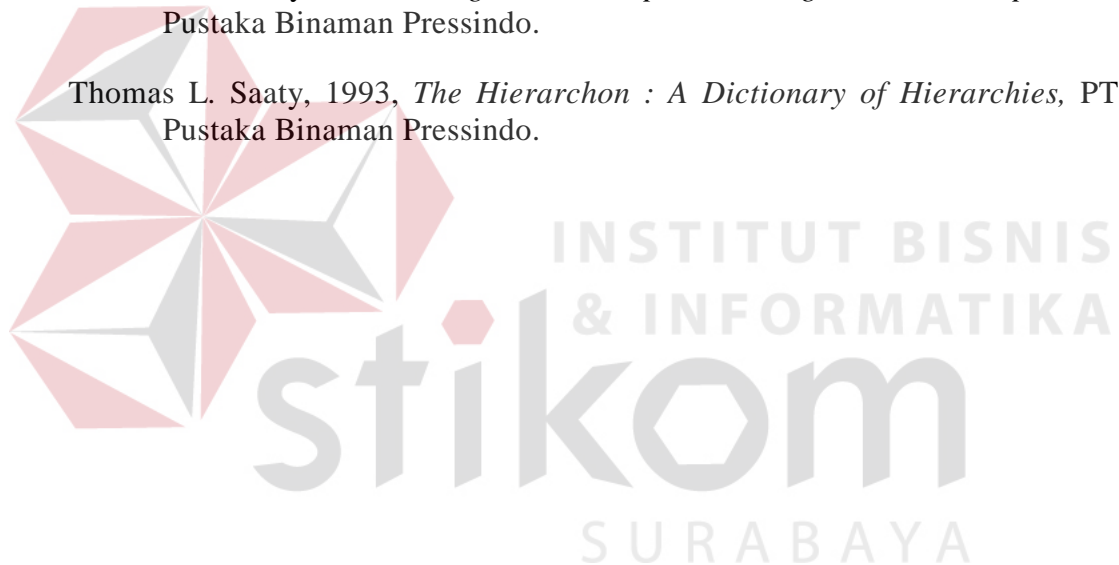 Pustaka Binaman Pressindo.
Thomas L. Saaty, 1993, The Hierarchon : A Dictionary of Hierarchies, PT
Pustaka Binaman Pressindo.
INSTITUT BISNIS
& INFORMATIKA
stikom
SURABAYA